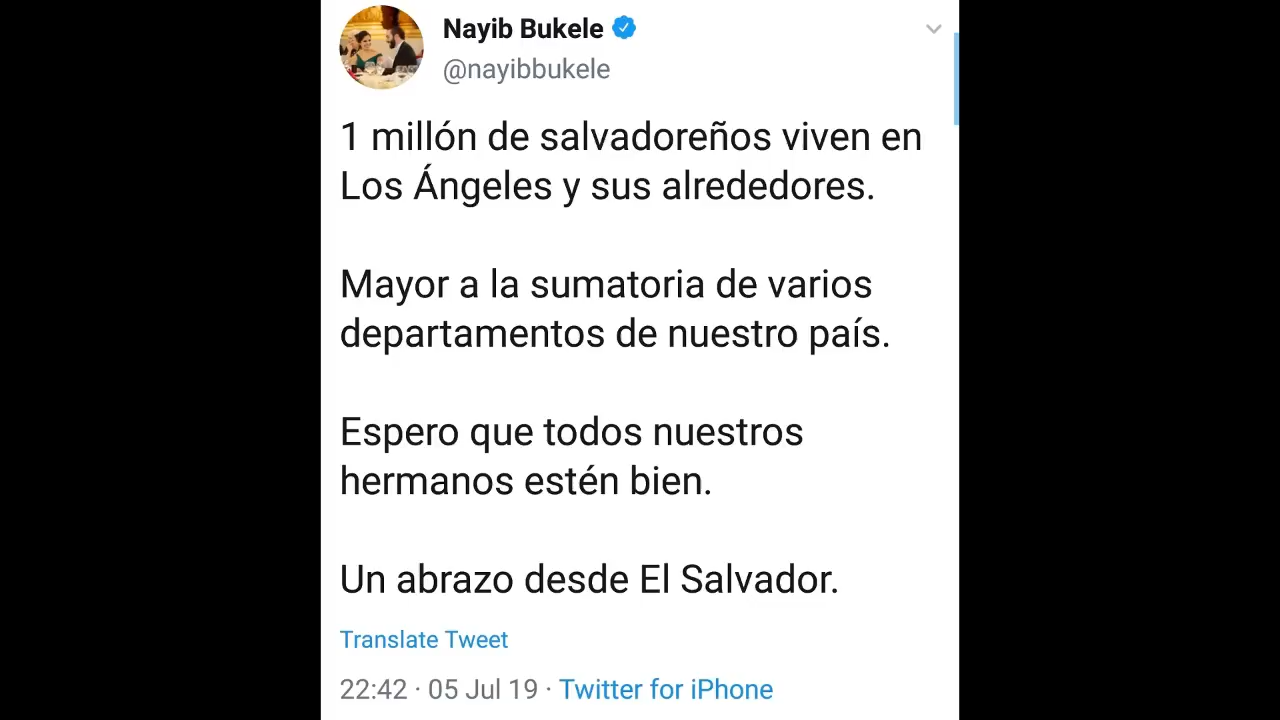 Nayib Bukele
@nayibbukele
1 millón de salvadoreños viven en
Los Ángeles y sus alrededores.
Mayor a la sumatoria de varios
departamentos de nuestro país.
Espero que todos nuestros
hermanos estén bien.
Un abrazo desde El Salvador.
Translate Tweet
22:42 · 05 Jul 19 · Twitter for iPhone